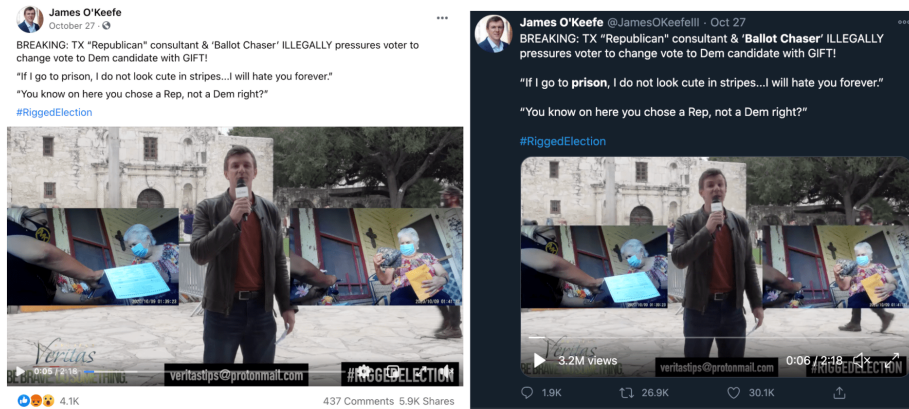 James O'Keefe
October 27 ·
BREAKING: TX “Republican" consultant & 'Ballot Chaser' ILLEGALLY pressures voter to
change vote to Dem candidate with GIFT!
“If I go to prison, I do not look cute in stripes...I will hate you forever.”
“You know on here you chose a Rep, not a Dem right?”
#RiggedElection
Veritas
BE BRAVE. DO SOMETHING.
0:05 / 2:18
veritastips@protonmail.com
#RIGGEDELECTION
4.1K
437 Comments 5.9K Shares
James O'Keefe @JamesOKeefeIII · Oct 27
BREAKING: TX “Republican" consultant & ‘Ballot Chaser’ ILLEGALLY
pressures voter to change vote to Dem candidate with GIFT!
“If I go to prison, I do not look cute in stripes...I will hate you forever.”
“You know on here you chose a Rep, not a Dem right?”
#RiggedElection
Veritas
3.2M views
0:06 / 2:18
veritastips@protonmail.com
#RIGGEDELECTION
1.9K
26.9K
30.1K